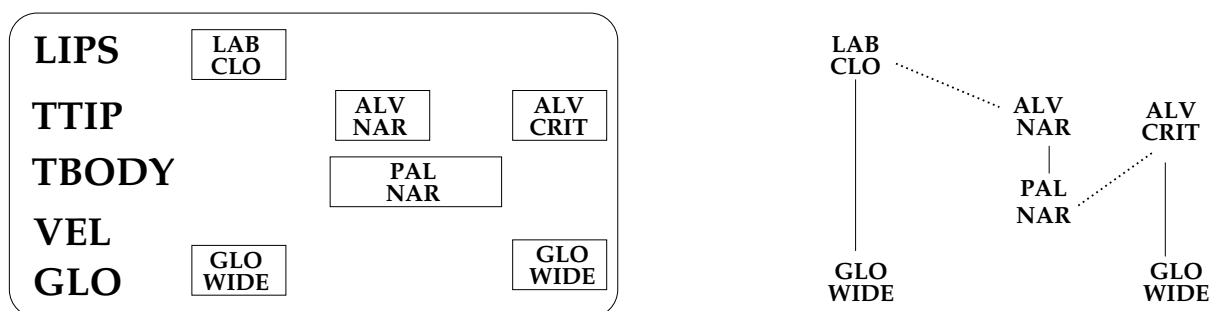 LIPS
LAB
CLO
TTIP
ALV
NAR
ALV
CRIT
TBODY
PAL
NAR
VEL
GLO
GLO
WIDE
GLO
WIDE
LAB
CLO
ALV
NAR
ALV
CRIT
PAL
NAR
GLO
WIDE
GLO
WIDE